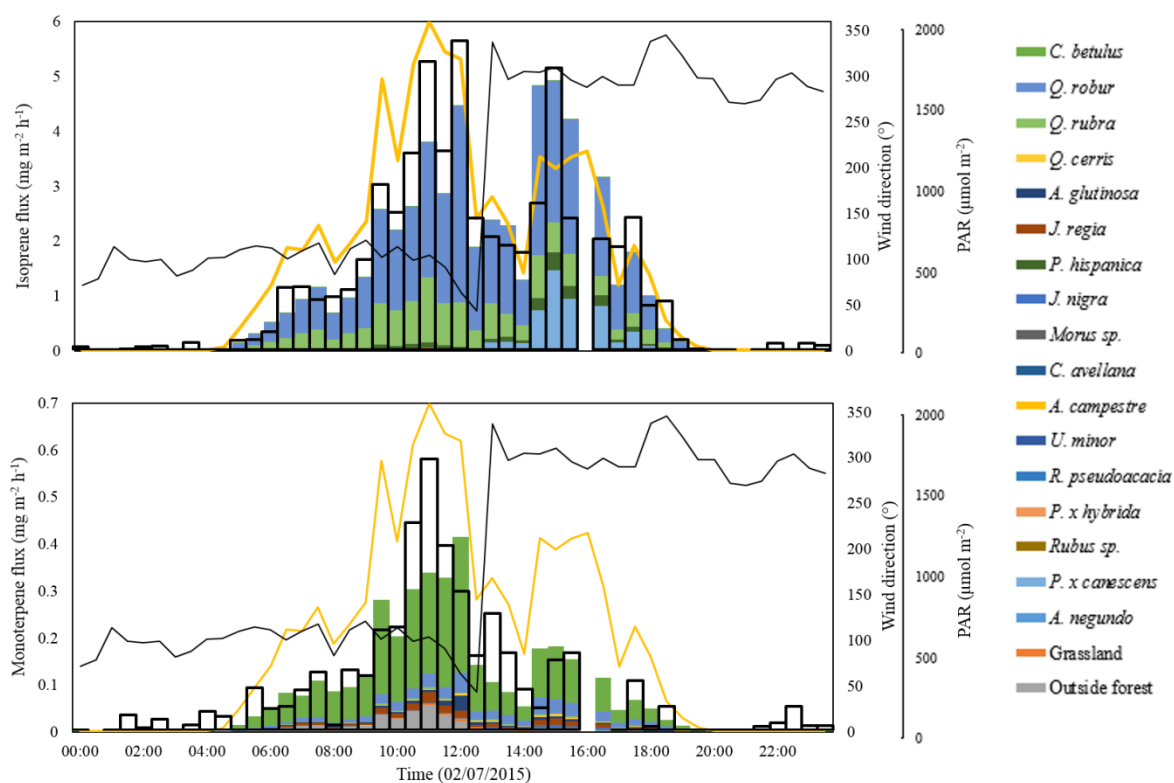 6
5
4
3
2
1
0
Isoprene flux (mg m⁻² h⁻¹)
350
300
250
200
150
100
50
0
Wind direction (°)
2000
1500
1000
500
0
PAR (µmol m⁻²)
0.7
0.6
0.5
0.4
0.3
0.2
0.1
0
Monoterpene flux (mg m⁻² h⁻¹)
350
300
250
200
150
100
50
0
Wind direction (°)
2000
1500
1000
500
0
PAR (µmol m⁻²)
00:00 02:00 04:00 06:00 08:00 10:00 12:00 14:00 16:00 18:00 20:00 22:00
Time (02/07/2015)
C. betulus
Q. robur
Q. rubra
Q. cerris
A. glutinosa
J. regia
P. hispanica
J. nigra
Morus sp.
C. avellana
A. campestre
U. minor
R. pseudoacacia
P. x hybrida
Rubus sp.
P. x canescens
A. negundo
Grassland
Outside forest